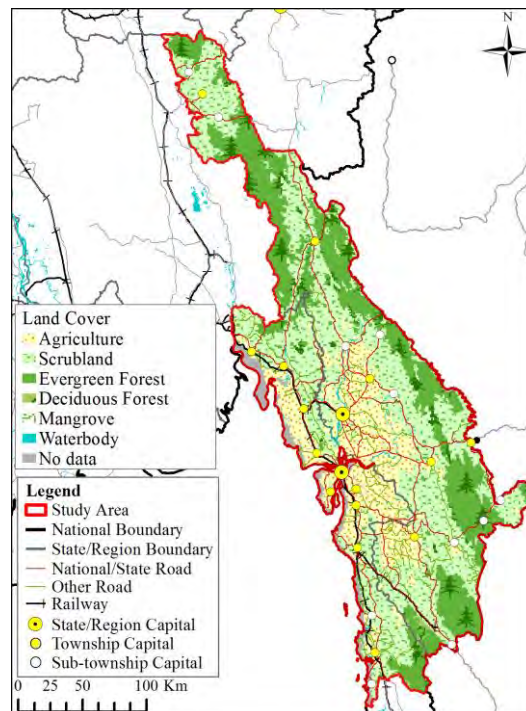 N
Land Cover
Agriculture
Scrubland
Evergreen Forest
Deciduous Forest
Mangrove
Waterbody
No data
Legend
Study Area
National Boundary
State/Region Boundary
National/State Road
Other Road
Railway
State/Region Capital
Township Capital
Sub-township Capital
0 25 50 100 Km